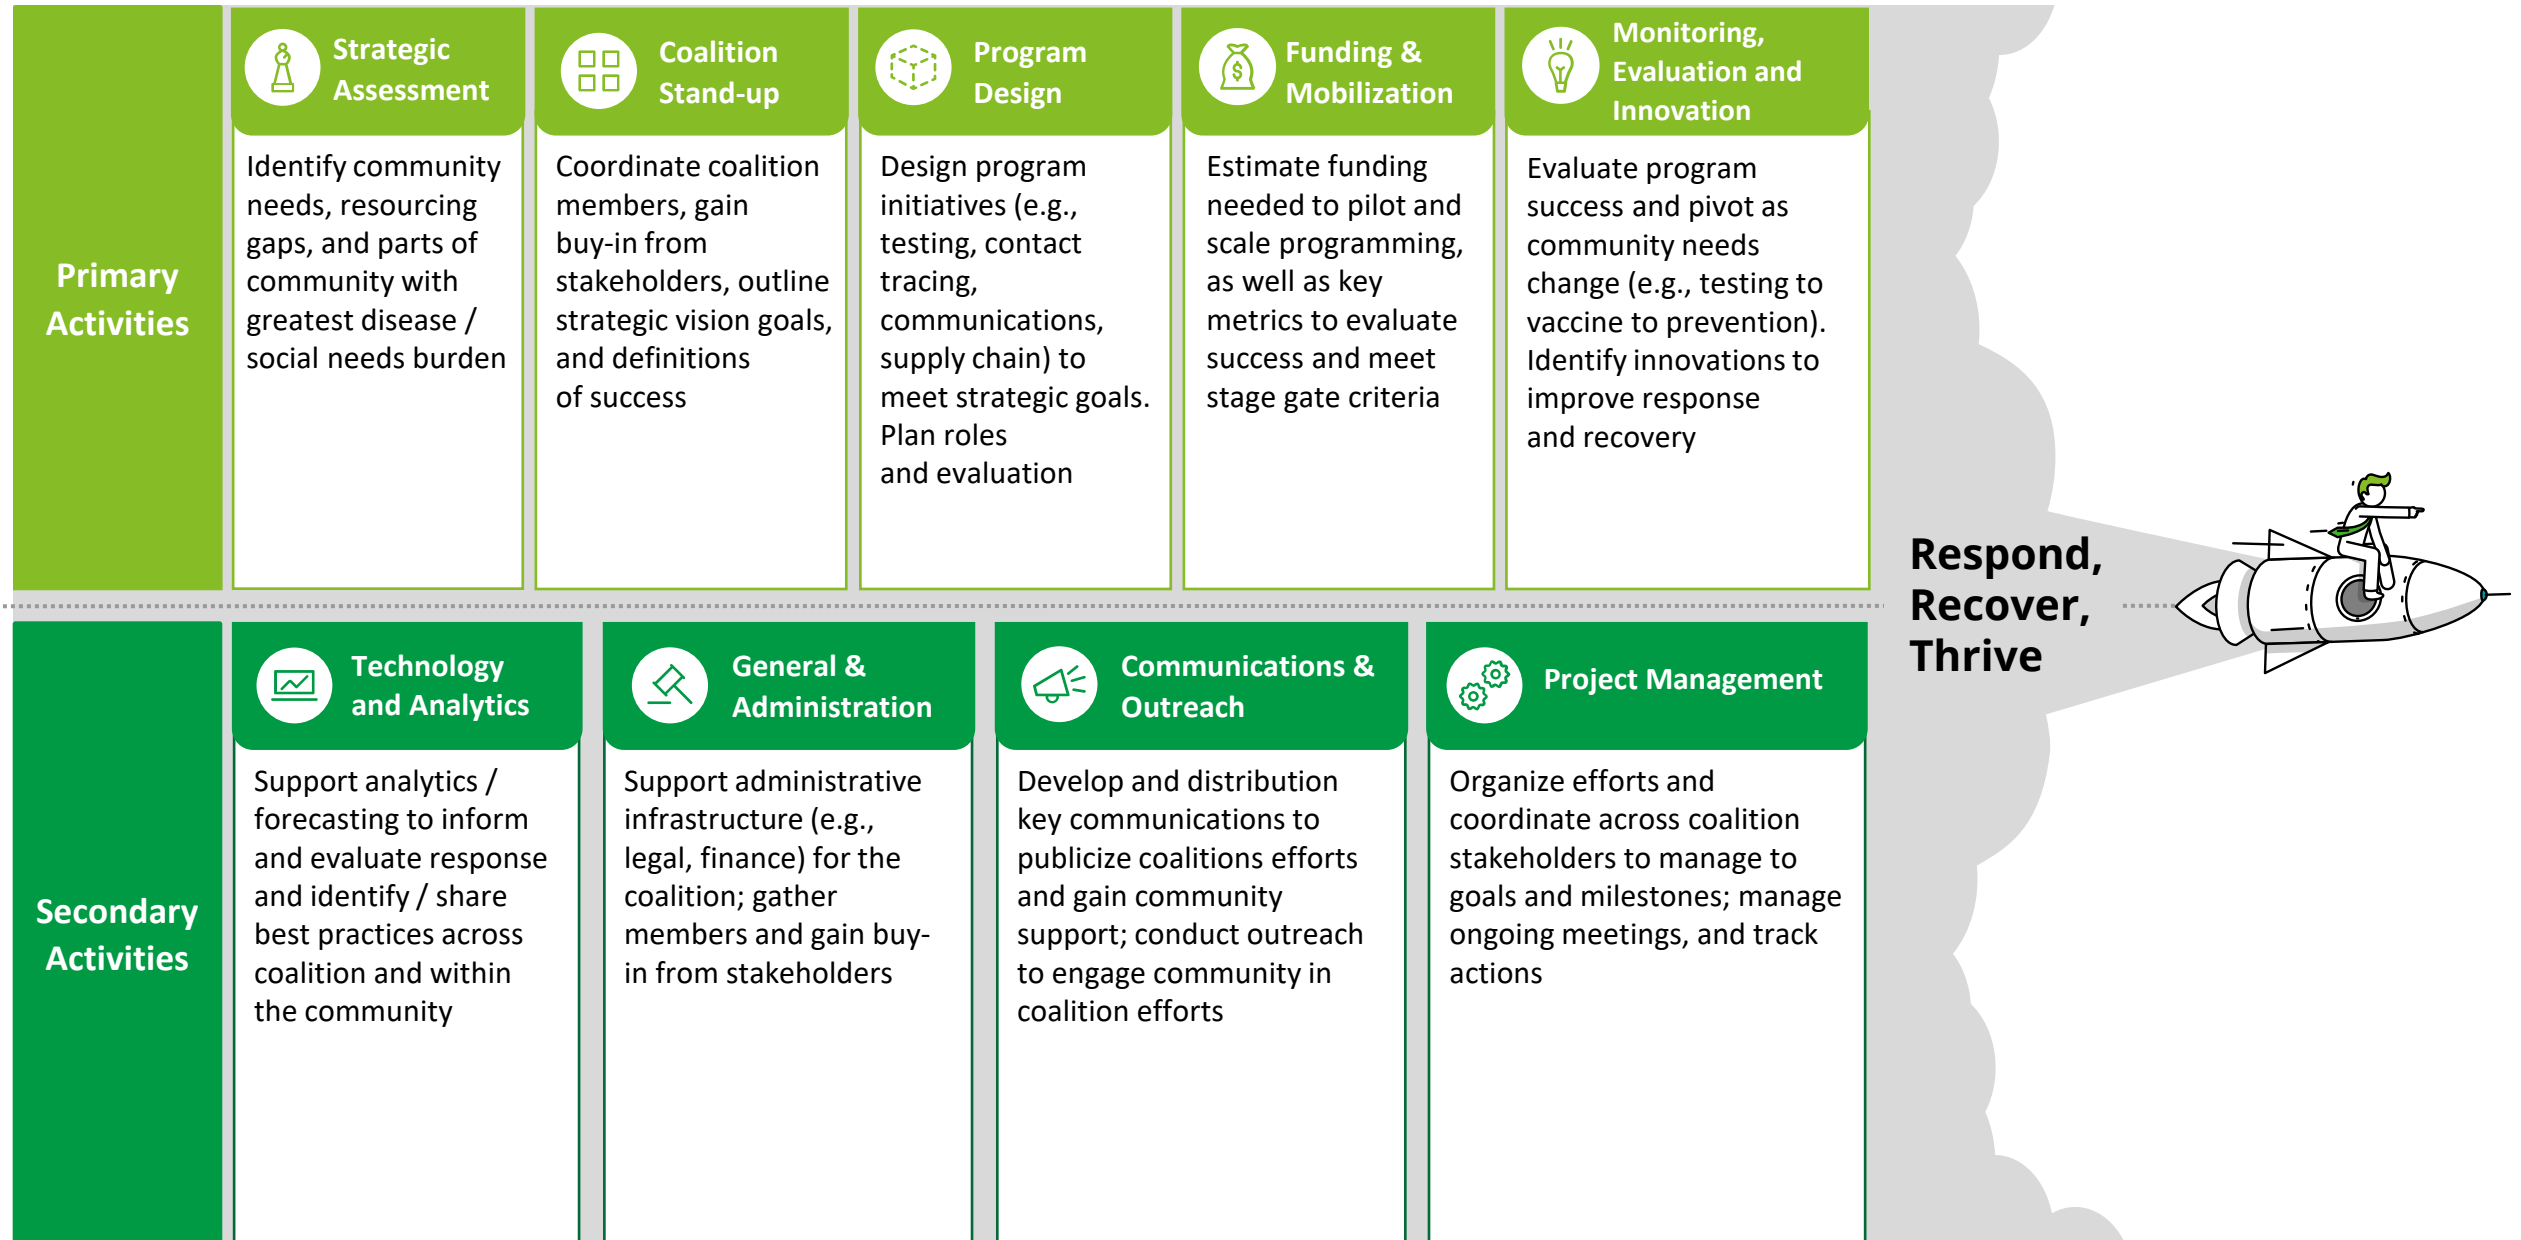 Primary
Activities
Strategic
Assessment
Identify community
needs, resourcing
gaps, and parts of
community with
greatest disease /
social needs burden
Coalition
Stand-up
Coordinate coalition
members, gain
buy-in from
stakeholders, outline
strategic vision goals,
and definitions
of success
Program
Design
Design program
initiatives (e.g.,
testing, contact
tracing,
communications,
supply chain) to
meet strategic goals.
Plan roles
and evaluation
Funding &
Mobilization
Estimate funding
needed to pilot and
scale programming,
as well as key
metrics to evaluate
success and meet
stage gate criteria
Monitoring,
Evaluation and
Innovation
Evaluate program
success and pivot as
community needs
change (e.g., testing to
vaccine to prevention).
Identify innovations to
improve response
and recovery
Secondary
Activities
Technology
and Analytics
Support analytics /
forecasting to inform
and evaluate response
and identify / share
best practices across
coalition and within
the community
General &
Administration
Support administrative
infrastructure (e.g.,
legal, finance) for the
coalition; gather
members and gain buy-
in from stakeholders
Communications &
Outreach
Develop and distribution
key communications to
publicize coalitions efforts
and gain community
support; conduct outreach
to engage community in
coalition efforts
Project Management
Organize efforts and
coordinate across coalition
stakeholders to manage to
goals and milestones; manage
ongoing meetings, and track
actions
Respond,
Recover,
Thrive